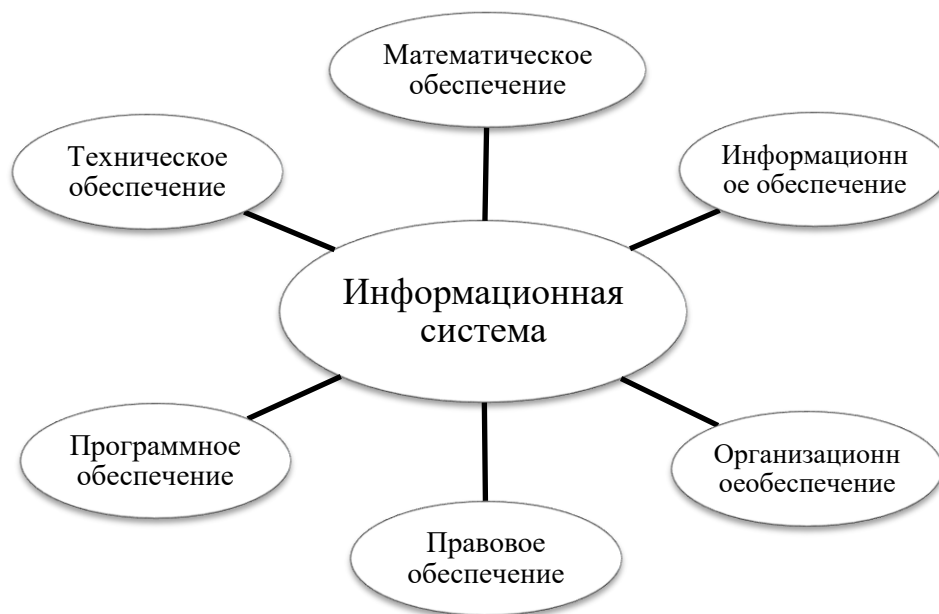 Математическое
обеспечение
Техническое
обеспечение
Информационн
ое обеспечение
Информационная
система
Программное
обеспечение
Организационн
оеобеспечение
Правовое
обеспечение